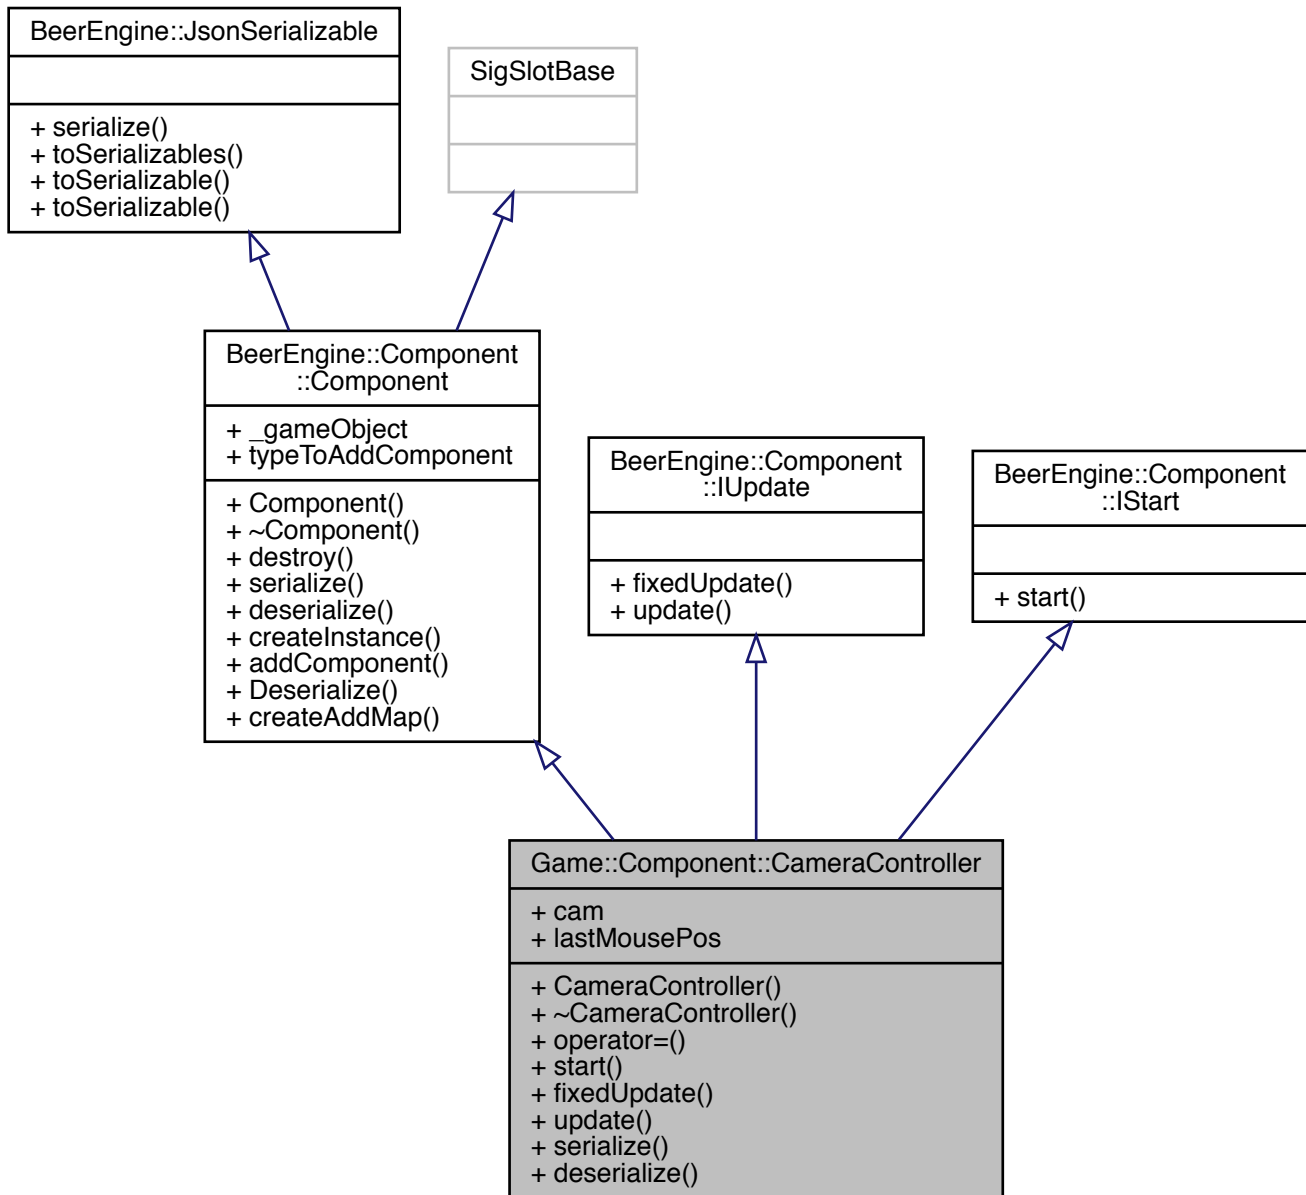 BeerEngine::JsonSerializable
+ serialize()
+ toSerializables()
+ toSerializable()
+ toSerializable()
SigSlotBase
BeerEngine::Component
::Component
+ _gameObject
+ typeToAddComponent
+ Component()
+ ~Component()
+ destroy()
+ serialize()
+ deserialize()
+ createInstance()
+ addComponent()
+ Deserialize()
+ createAddMap()
BeerEngine::Component
::IUpdate
+ fixedUpdate()
+ update()
BeerEngine::Component
::IStart
+ start()
Game::Component::CameraController
+ cam
+ lastMousePos
+ CameraController()
+ ~CameraController()
+ operator=()
+ start()
+ fixedUpdate()
+ update()
+ serialize()
+ deserialize()